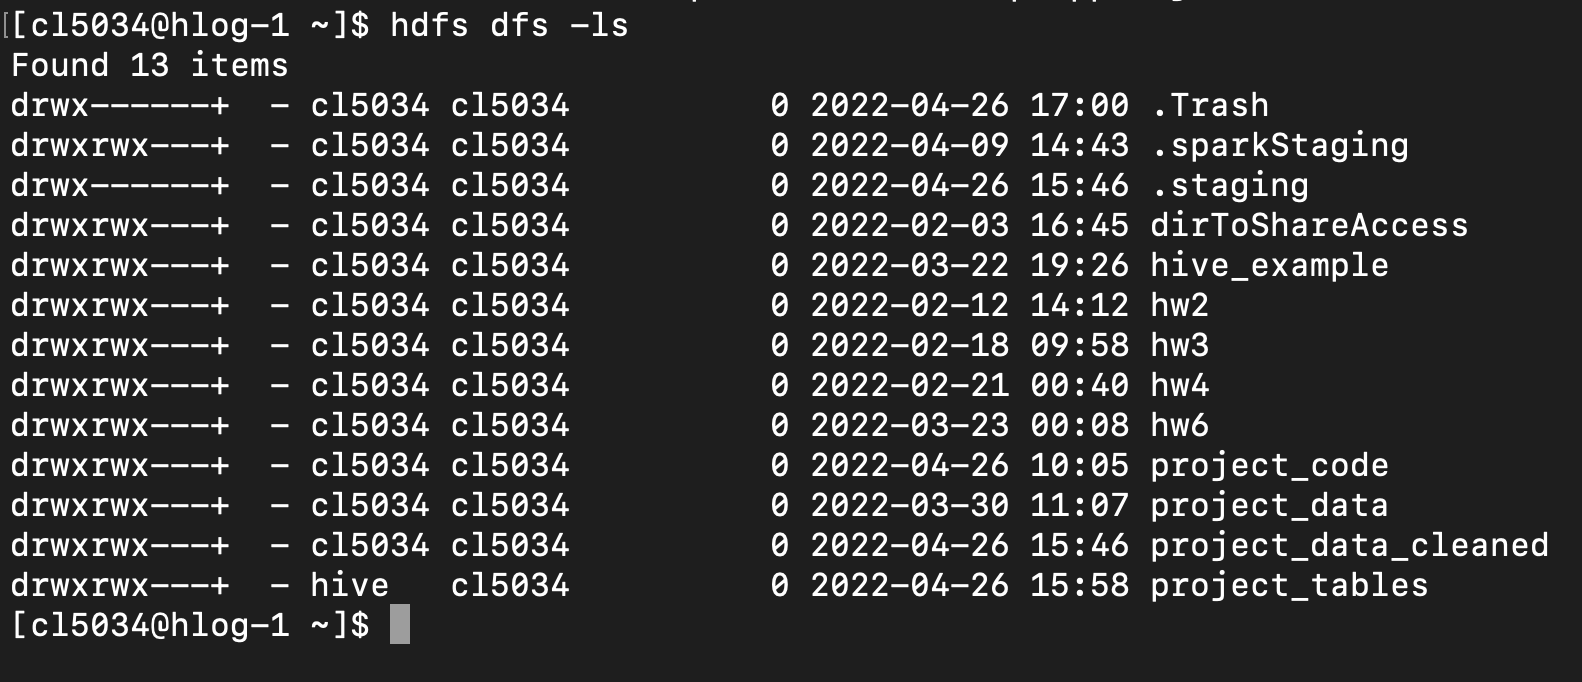 [[cl5034@hlog-1 ~]$ hdfs dfs -ls
Found 13 items
drwx------+  - cl5034 cl5034          0 2022-04-26 17:00 .Trash
drwxrwx---+  - cl5034 cl5034          0 2022-04-09 14:43 .sparkStaging
drwx------+  - cl5034 cl5034          0 2022-04-26 15:46 .staging
drwxrwx---+  - cl5034 cl5034          0 2022-02-03 16:45 dirToShareAccess
drwxrwx---+  - cl5034 cl5034          0 2022-03-22 19:26 hive_example
drwxrwx---+  - cl5034 cl5034          0 2022-02-12 14:12 hw2
drwxrwx---+  - cl5034 cl5034          0 2022-02-18 09:58 hw3
drwxrwx---+  - cl5034 cl5034          0 2022-02-21 00:40 hw4
drwxrwx---+  - cl5034 cl5034          0 2022-03-23 00:08 hw6
drwxrwx---+  - cl5034 cl5034          0 2022-04-26 10:05 project_code
drwxrwx---+  - cl5034 cl5034          0 2022-03-30 11:07 project_data
drwxrwx---+  - cl5034 cl5034          0 2022-04-26 15:46 project_data_cleaned
drwxrwx---+  - hive   cl5034          0 2022-04-26 15:58 project_tables
[cl5034@hlog-1 ~]$